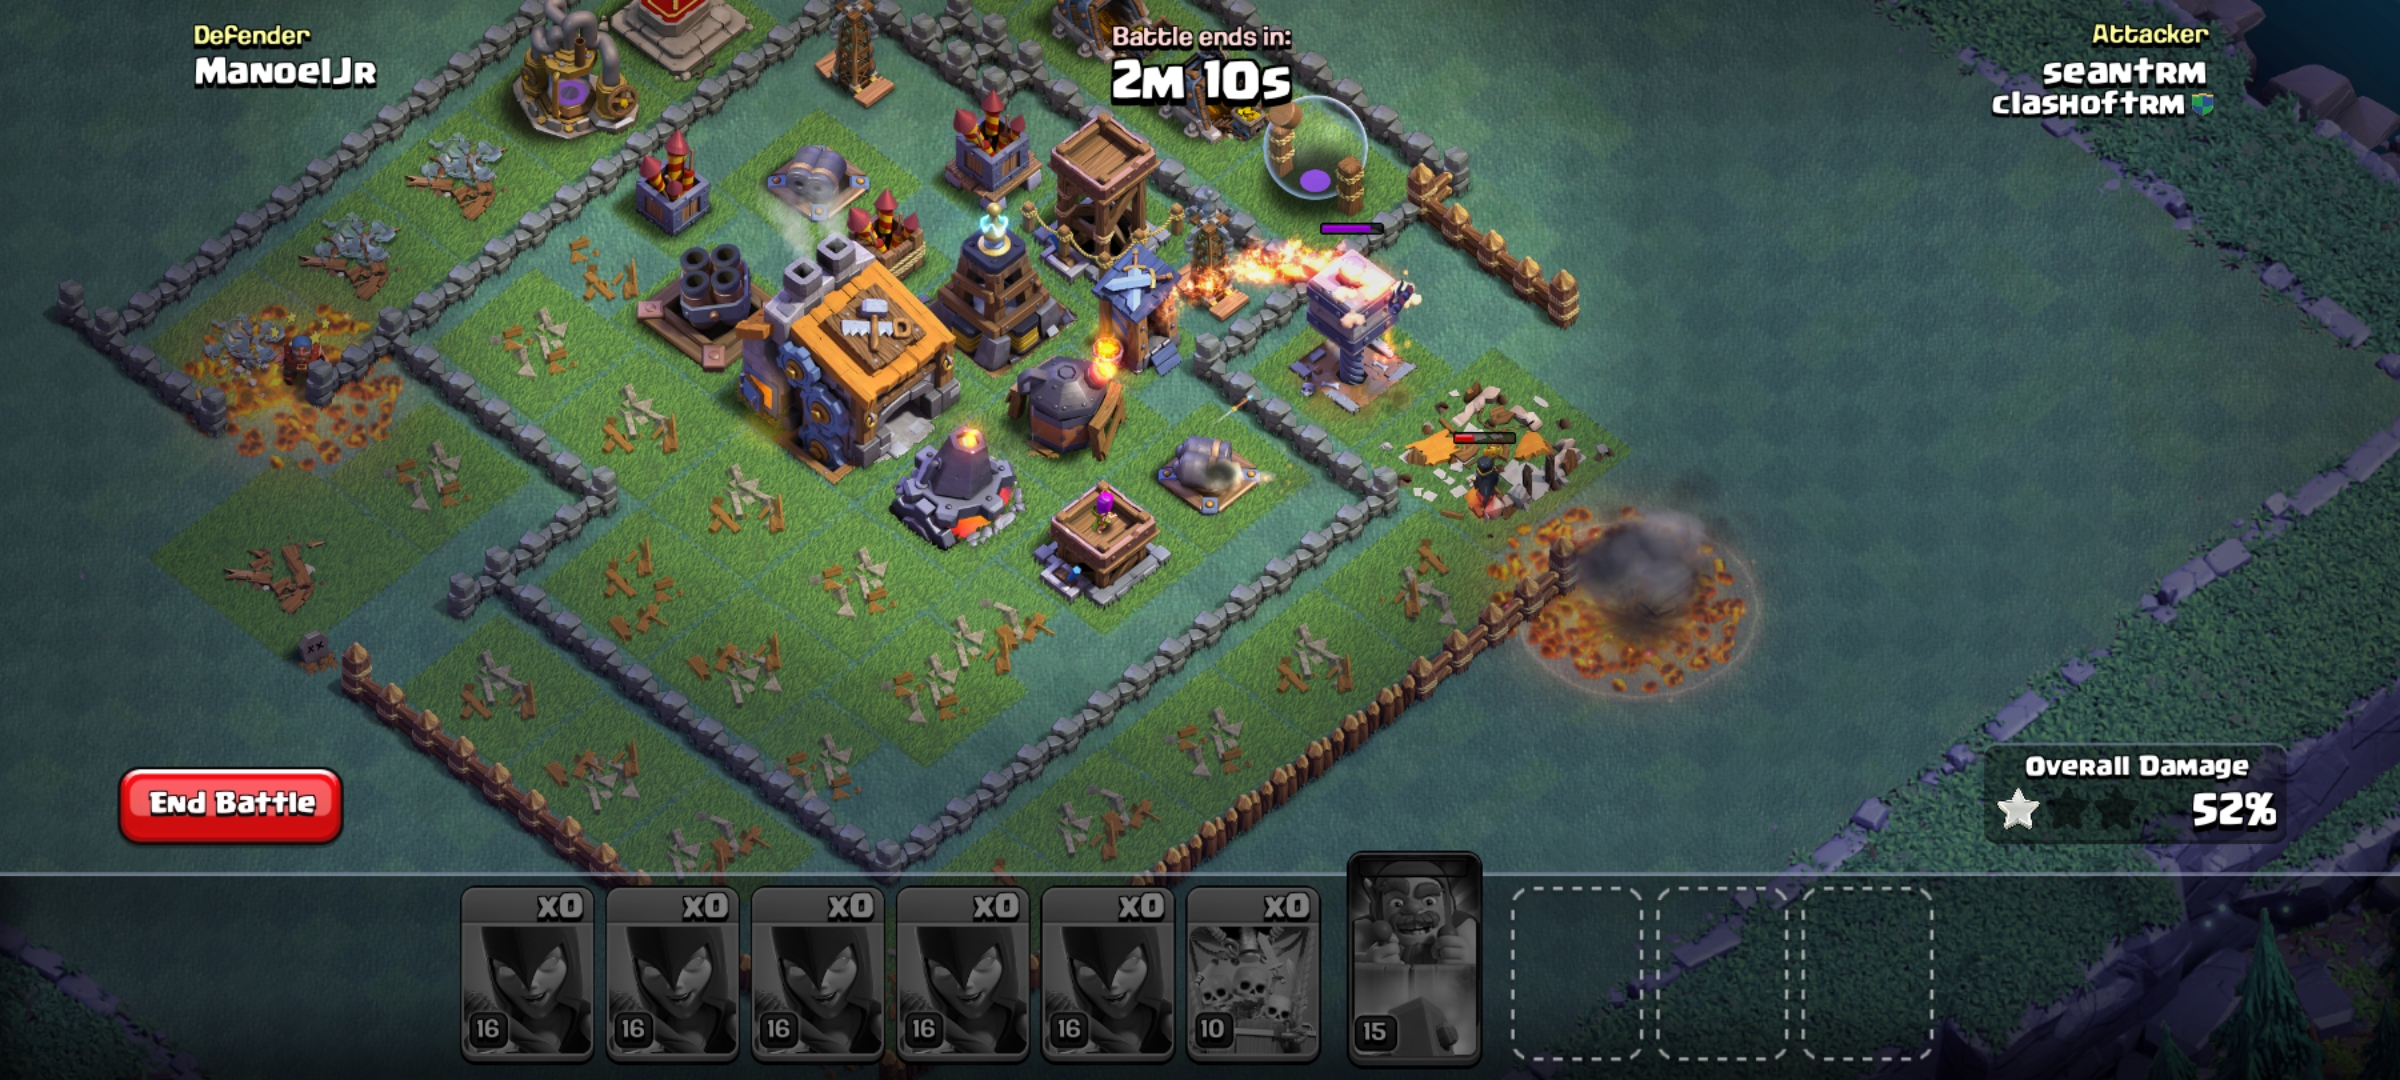 Defender
ManoelJr
Battle ends in:
2M 10s
Attacker
seantRM
clashoftRM
End Battle
Overall Damage
52%
x0
x0
x0
x0
x0
x0
16
16
16
16
16
10
15